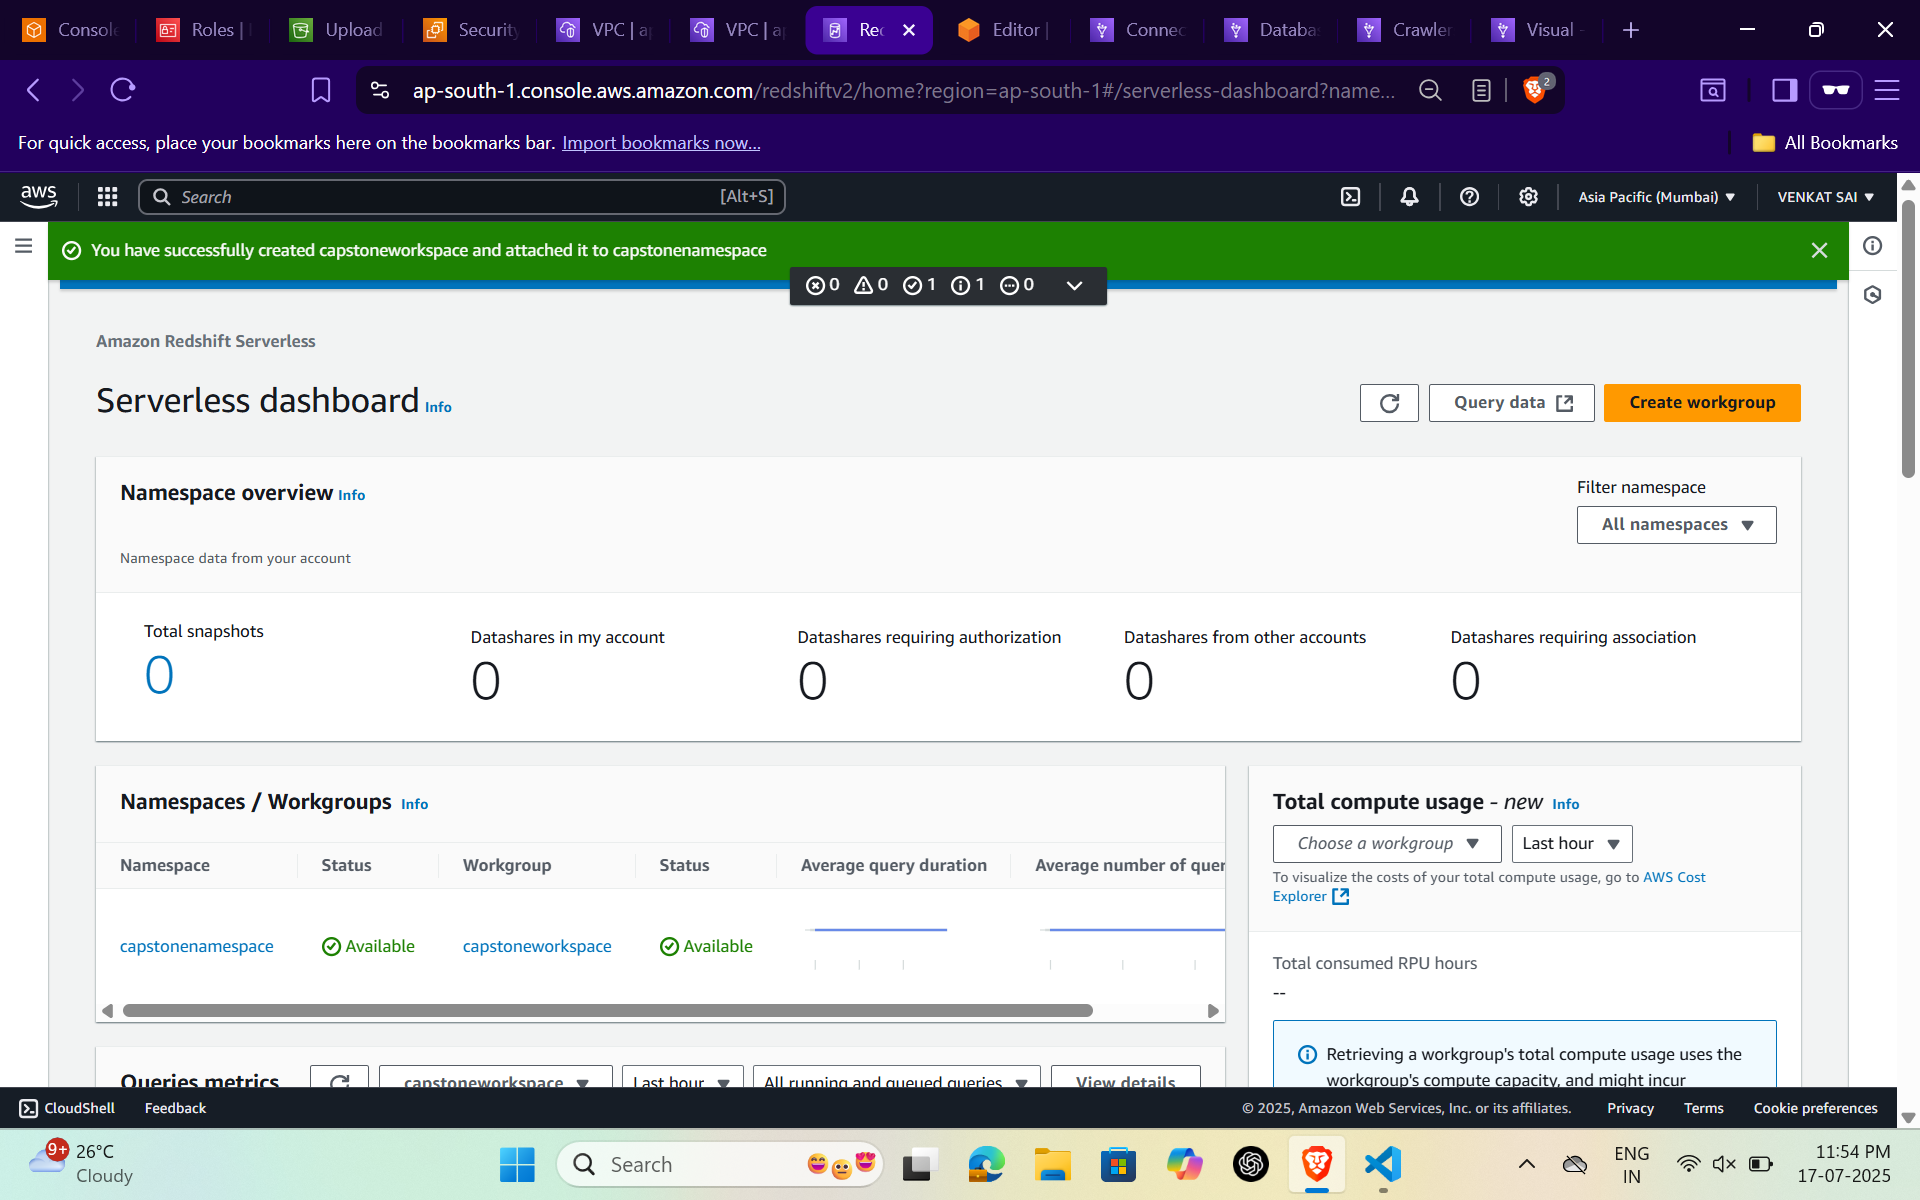 Console
Roles | I
Upload
Security
VPC | ap
VPC | ap
Rec
Editor |
Connec
Databa
Crawler
Visual -
ap-south-1.console.aws.amazon.com/redshiftv2/home?region=ap-south-1#/serverless-dashboard?name...
2
For quick access, place your bookmarks here on the bookmarks bar. Import bookmarks now...
All Bookmarks
aws
Search
[Alt+S]
Asia Pacific (Mumbai)
VENKAT SAI
You have successfully created capstoneworkspace and attached it to capstonenamespace
0 0 1 1 0
Amazon Redshift Serverless
Serverless dashboard Info
Query data
Create workgroup
Namespace overview Info
Filter namespace
All namespaces
Namespace data from your account
Total snapshots
0
Datashares in my account
0
Datashares requiring authorization
0
Datashares from other accounts
0
Datashares requiring association
0
Namespaces / Workgroups Info
Namespace Status Workgroup Status Average query duration Average number of quer
capstonenamespace Available capstoneworkspace Available
Total compute usage - new Info
Choose a workgroup
Last hour
To visualize the costs of your total compute usage, go to AWS Cost
Explorer
Total consumed RPU hours
--
Retrieving a workgroup's total compute usage uses the
workgroup's compute capacity, and might incur
Queries metrics
capstoneworkspace
Last hour
All running and queued queries
View details
CloudShell
Feedback
© 2025, Amazon Web Services, Inc. or its affiliates.
Privacy
Terms
Cookie preferences
9+
26°C
Cloudy
Search
ENG
IN
11:54 PM
17-07-2025